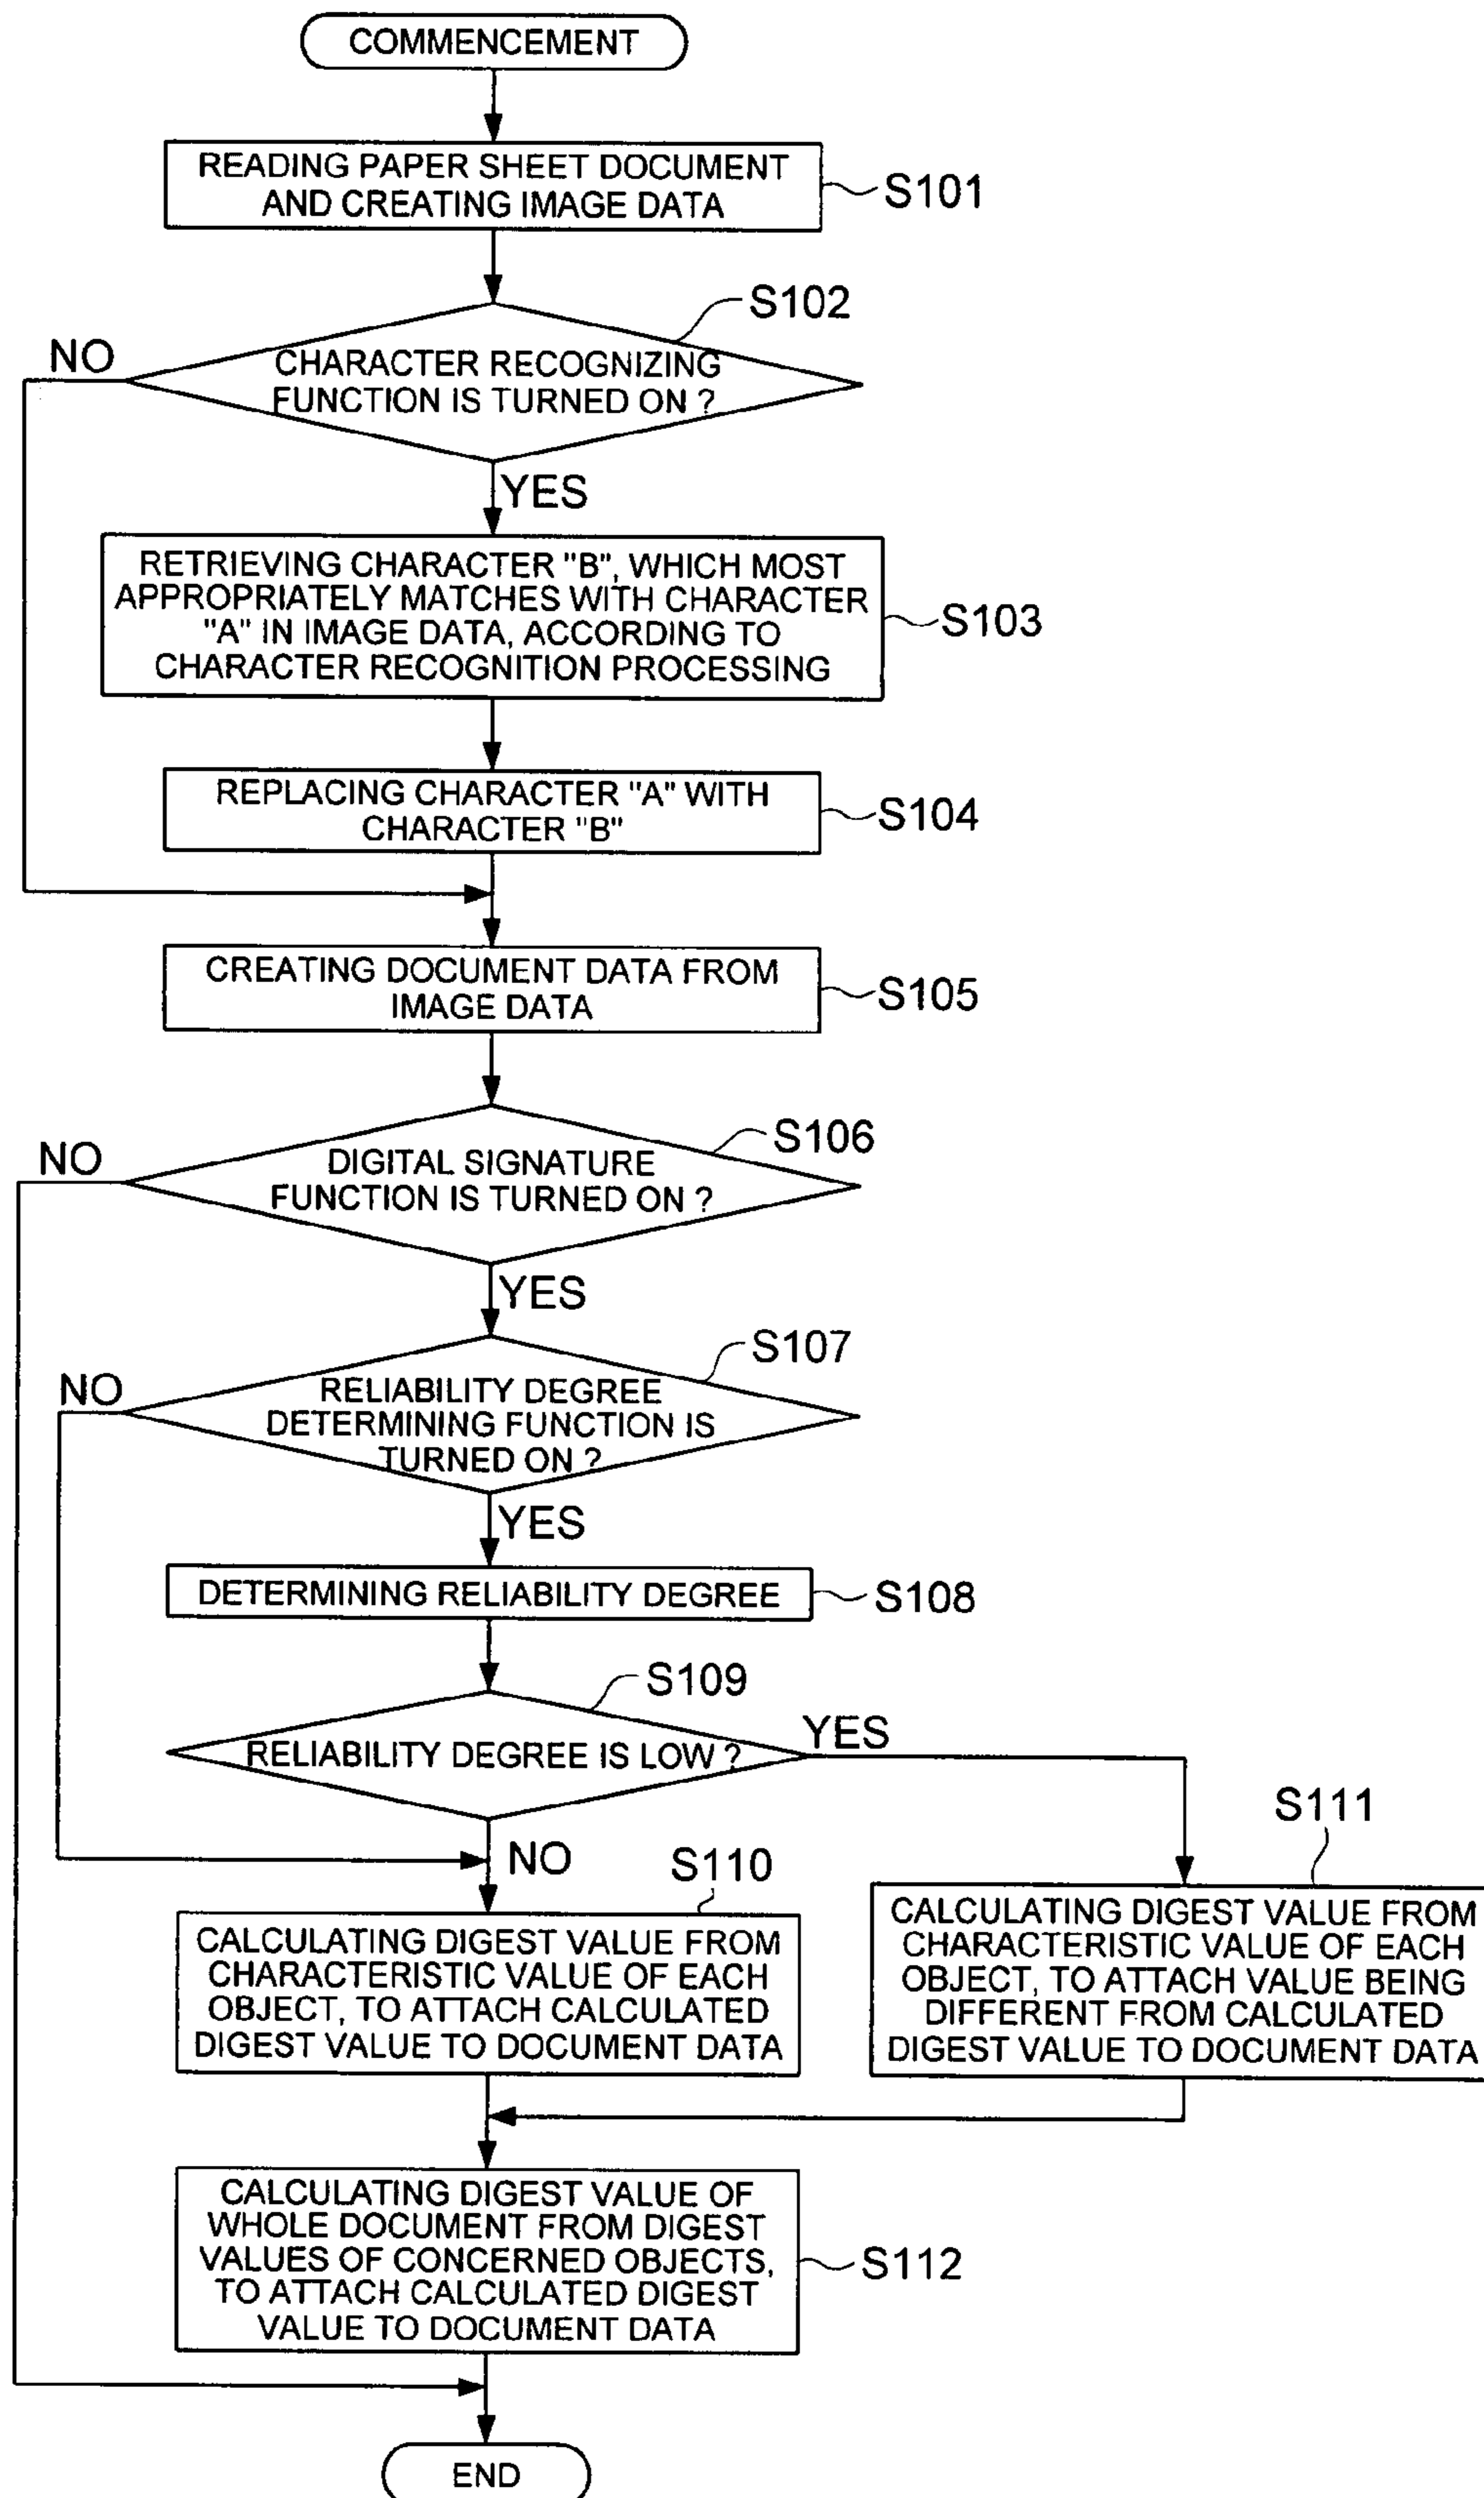 COMMENCEMENT
READING PAPER SHEET DOCUMENT
AND CREATING IMAGE DATA
S101
S102
NO
CHARACTER RECOGNIZING
FUNCTION IS TURNED ON ?
YES
RETRIEVING CHARACTER "B", WHICH MOST
APPROPRIATELY MATCHES WITH CHARACTER
"A" IN IMAGE DATA, ACCORDING TO
CHARACTER RECOGNITION PROCESSING
S103
REPLACING CHARACTER "A" WITH
CHARACTER "B"
S104
CREATING DOCUMENT DATA FROM
IMAGE DATA
S105
S106
NO
DIGITAL SIGNATURE
FUNCTION IS TURNED ON ?
YES
S107
NO
RELIABILITY DEGREE
DETERMINING FUNCTION IS
TURNED ON ?
YES
DETERMINING RELIABILITY DEGREE
S108
S109
RELIABILITY DEGREE IS LOW ?
YES
NO
S110
CALCULATING DIGEST VALUE FROM
CHARACTERISTIC VALUE OF EACH
OBJECT, TO ATTACH CALCULATED
DIGEST VALUE TO DOCUMENT DATA
S111
CALCULATING DIGEST VALUE FROM
CHARACTERISTIC VALUE OF EACH
OBJECT, TO ATTACH VALUE BEING
DIFFERENT FROM CALCULATED
DIGEST VALUE TO DOCUMENT DATA
CALCULATING DIGEST VALUE OF
WHOLE DOCUMENT FROM DIGEST
VALUES OF CONCERNED OBJECTS,
TO ATTACH CALCULATED DIGEST
VALUE TO DOCUMENT DATA
S112
END